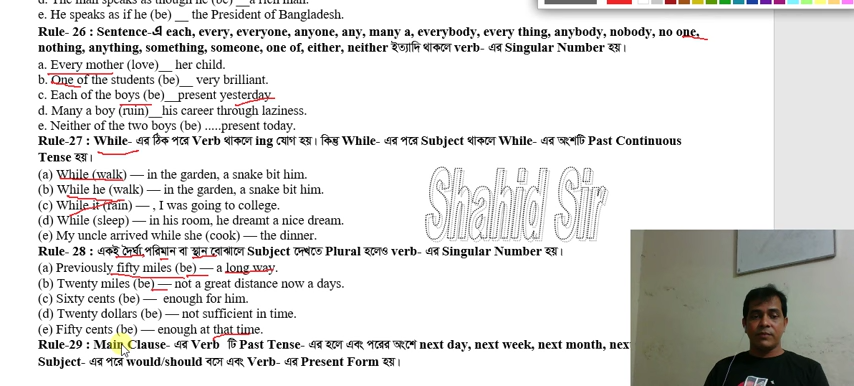 e. He speaks as if he (be) __ the President of Bangladesh.
Rule- 26 : Sentence-এ each, every, everyone, anyone, any, many a, everybody, every thing, anybody, nobody, no one,
nothing, anything, something, someone, one of, either, neither ইত্যাদি থাকলে verb- এর Singular Number হয়।
a. Every mother (love)__ her child.
b. One of the students (be)__ very brilliant.
c. Each of the boys (be)__present yesterday.
d. Many a boy (ruin)__his career through laziness.
e. Neither of the two boys (be) .....present today.
Rule-27 : While- এর ঠিক পরে Verb থাকলে ing যোগ হয়। কিন্তু While- এর পরে Subject থাকলে While- এর অংশটি Past Continuous
Tense হয়।
(a) While (walk) — in the garden, a snake bit him.
(b) While he (walk) — in the garden, a snake bit him.
(c) While it (rain) — , I was going to college.
(d) While (sleep) — in his room, he dreamt a nice dream.
(e) My uncle arrived while she (cook) — the dinner.
Shahid Sir
Rule- 28 : একই দৈর্ঘ্য পরিমান বা স্থান বোঝালে Subject দেখতে Plural হলেও verb- এর Singular Number হয়।
(a) Previously fifty miles (be) — a long way.
(b) Twenty miles (be) — not a great distance now a days.
(c) Sixty cents (be) — enough for him.
(d) Twenty dollars (be) — not sufficient in time.
(e) Fifty cents (be) — enough at that time.
Rule-29 : Main Clause- এর Verb টি Past Tense- এর হলে এবং পরের অংশে next day, next week, next month,
Subject- এর পরে would/should বসে এবং Verb- এর Present Form হয়।